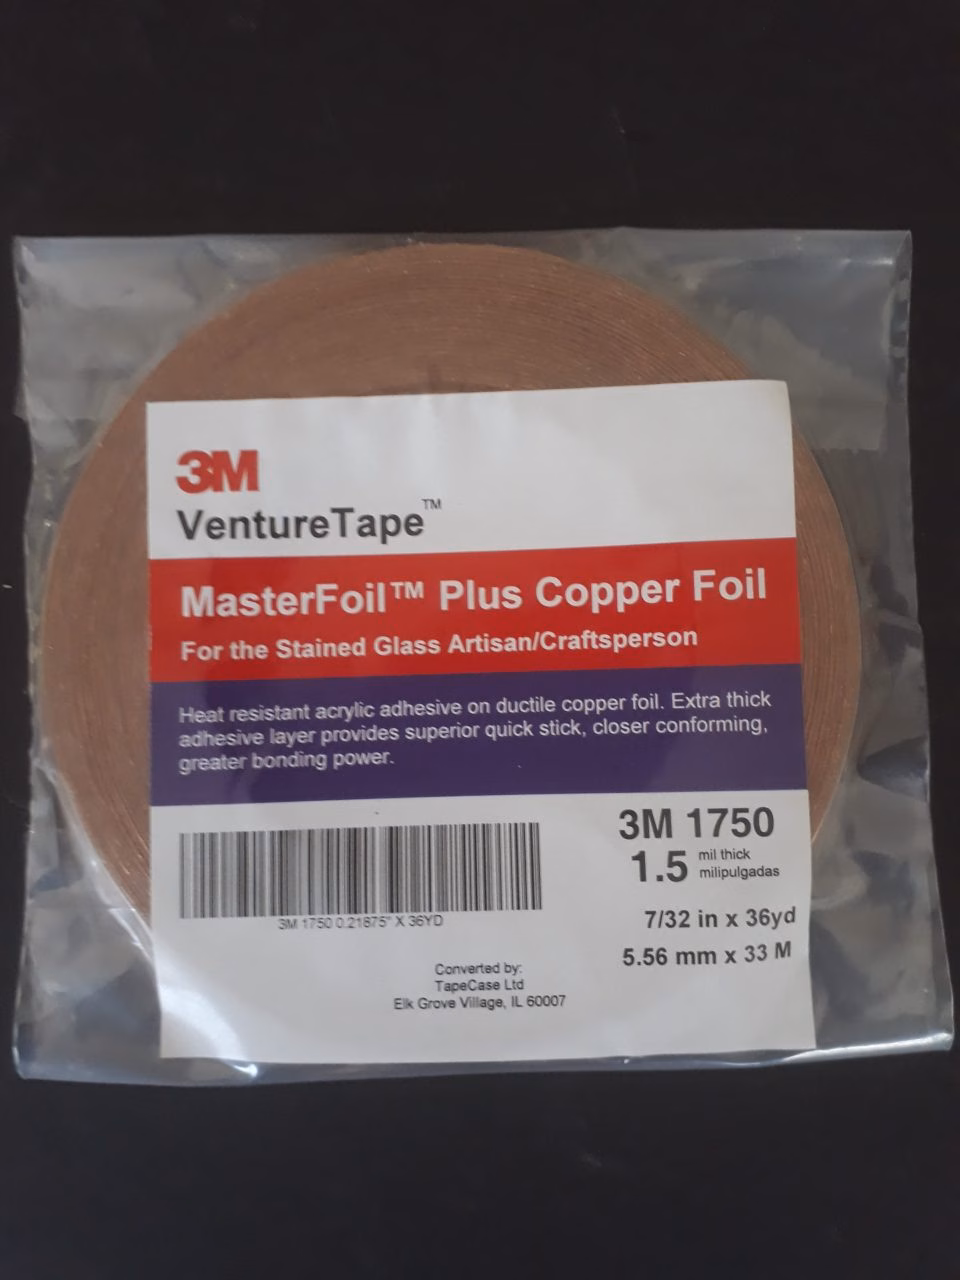 3M
VentureTape™
MasterFoil™ Plus Copper Foil
For the Stained Glass Artisan/Craftsperson
Heat resistant acrylic adhesive on ductile copper foil. Extra thick
adhesive layer provides superior quick stick, closer conforming,
greater bonding power.
3M 1750
1.5 mil thick
milipulgadas
3M 1750 0.21875" X 36YD
7/32 in x 36yd
5.56 mm x 33 M
Converted by:
TapeCase Ltd
Elk Grove Village, IL 60007